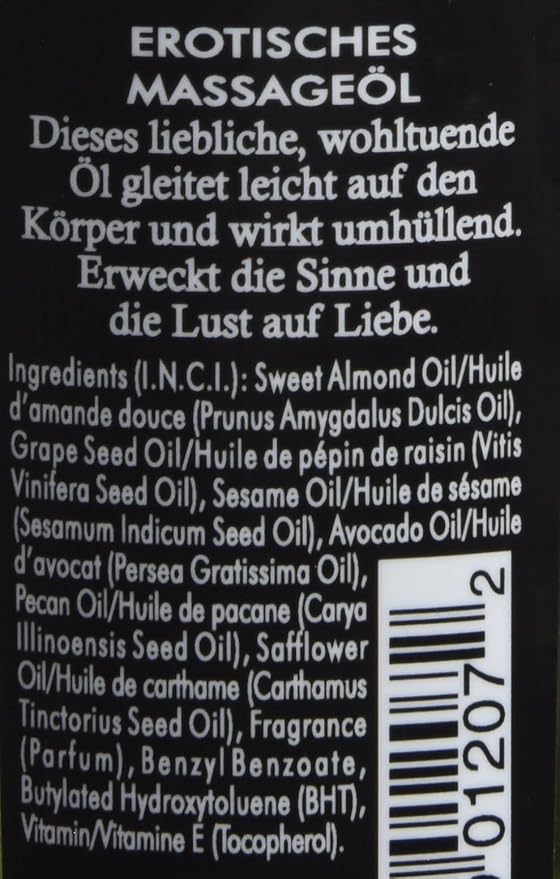 EROTISCHES
MASSAGEÖL
Dieses liebliche, wohltuende
Öl gleitet leicht auf den
Körper und wirkt umhüllend.
Erweckt die Sinne und
die Lust auf Liebe.
Ingredients (I.N.C.I.): Sweet Almond Oil/Huile
d'amande douce (Prunus Amygdalus Dulcis Oil),
Grape Seed Oil/Huile de pépin de raisin (Vitis
Vinifera Seed Oil), Sesame Oil/Huile de sésame
(Sesamum Indicum Seed Oil), Avocado Oil/Huile
d'avocat (Persea Gratissima Oil),
Pecan Oil/Huile de pacane (Carya
Illinoensis Seed Oil), Safflower
Oil/Huile de carthame (Carthamus
Tinctorius Seed Oil), Fragrance
(Parfum), Benzyl Benzoate,
Butylated Hydroxytoluene (BHT),
Vitamin/Vitamine E (Tocopherol).
01207 2